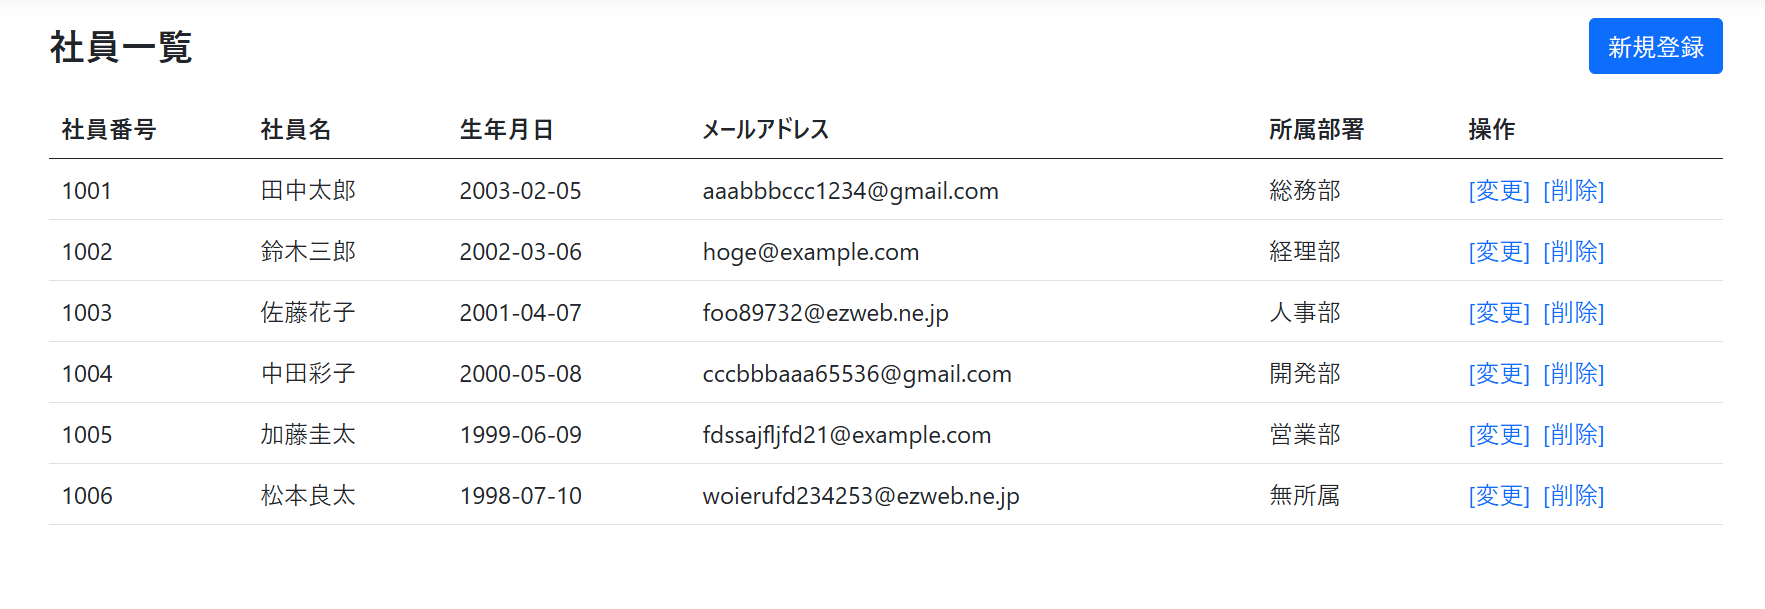 社員一覧 新規登録
社員番号 社員名 生年月日 メールアドレス 所属部署 操作
1001 田中太郎 2003-02-05 aaabbbccc1234@gmail.com 総務部 [変更] [削除]
1002 鈴木三郎 2002-03-06 hoge@example.com 経理部 [変更] [削除]
1003 佐藤花子 2001-04-07 foo89732@ezweb.ne.jp 人事部 [変更] [削除]
1004 中田彩子 2000-05-08 cccbbbaaa65536@gmail.com 開発部 [変更] [削除]
1005 加藤圭太 1999-06-09 fdssajfljfd21@example.com 営業部 [変更] [削除]
1006 松本良太 1998-07-10 woierufd234253@ezweb.ne.jp 無所属 [変更] [削除]